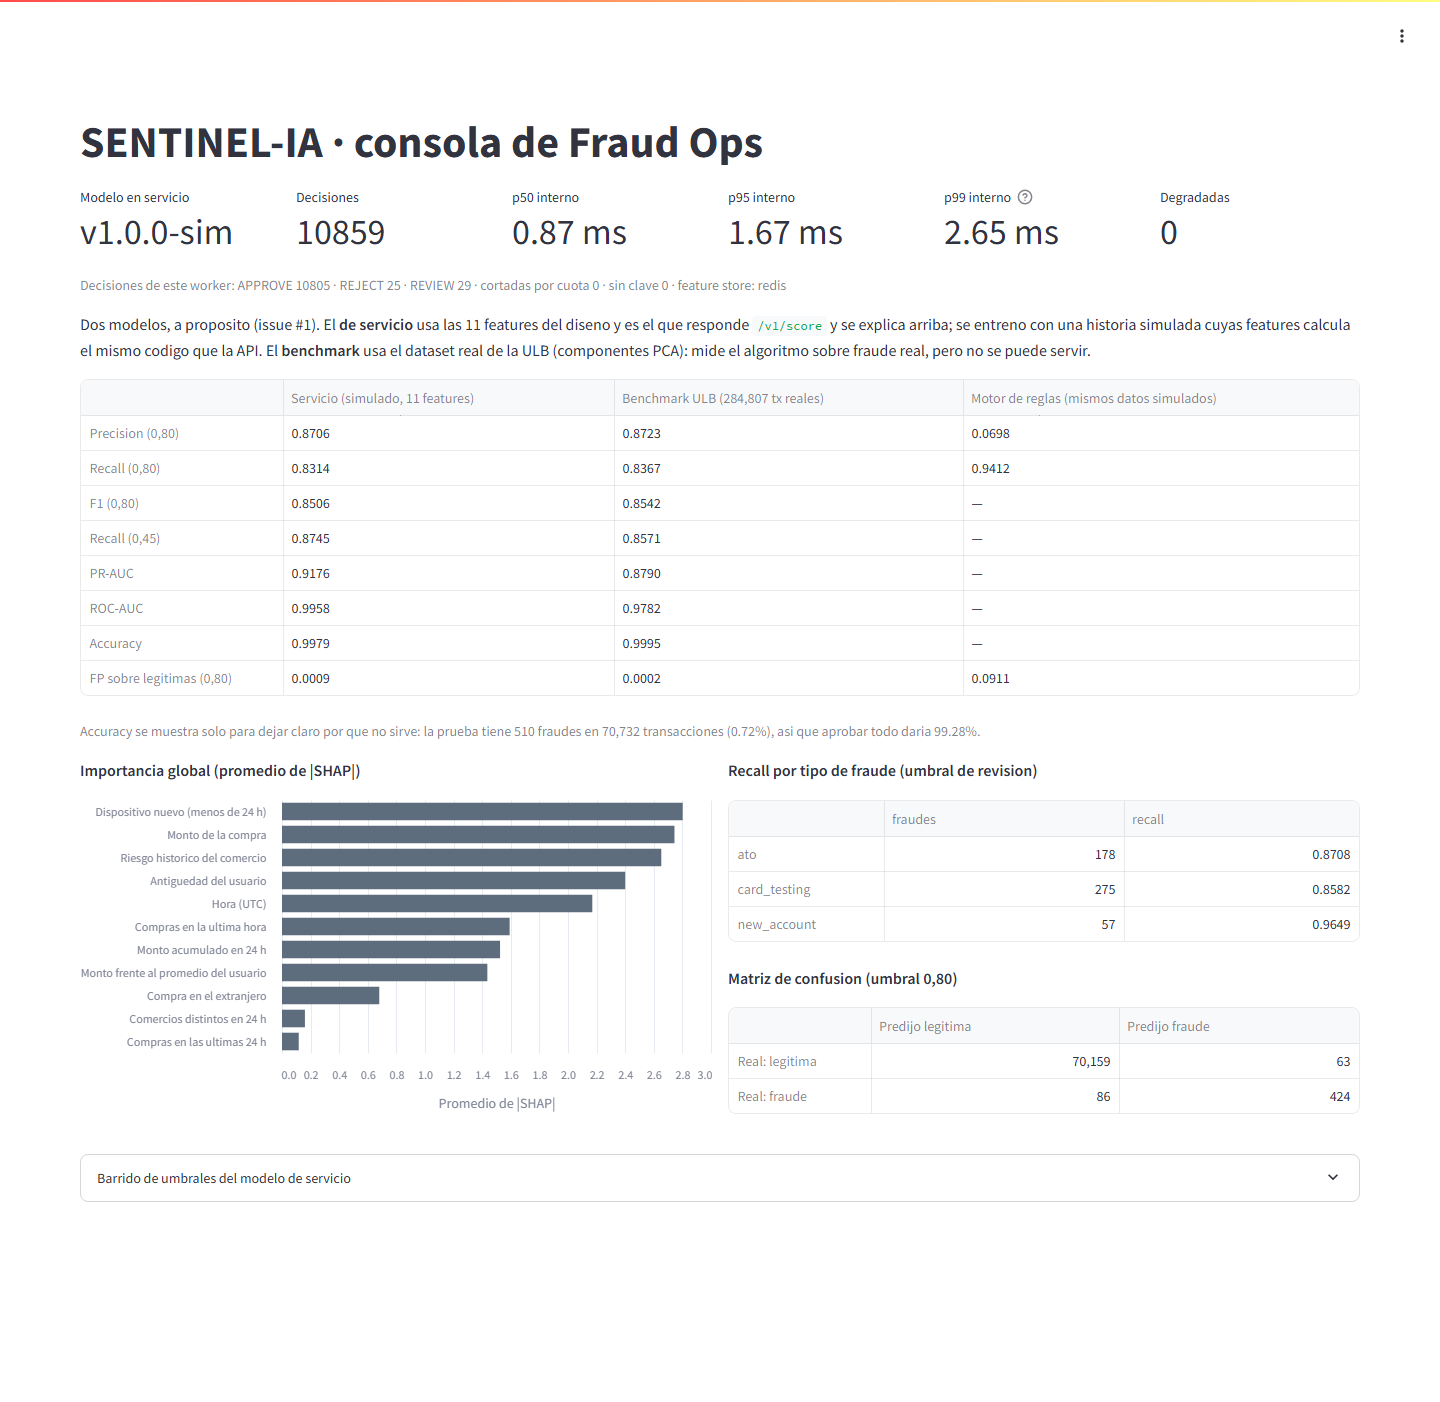 SENTINEL-IA · consola de Fraud Ops
Modelo en servicio Decisiones p50 interno p95 interno p99 interno Degradadas
v1.0.0-sim 10859 0.87 ms 1.67 ms 2.65 ms 0
Decisiones de este worker: APPROVE 10805 · REJECT 25 · REVIEW 29 · cortadas por cuota 0 · sin clave 0 · feature store: redis
Dos modelos, a proposito (issue #1). El de servicio usa las 11 features del diseno y es el que responde /v1/score y se explica arriba; se entreno con una historia simulada cuyas features calcula
el mismo codigo que la API. El benchmark usa el dataset real de la ULB (componentes PCA): mide el algoritmo sobre fraude real, pero no se puede servir.
Servicio (simulado, 11 features) Benchmark ULB (284,807 tx reales) Motor de reglas (mismos datos simulados)
Precision (0,80) 0.8706 0.8723 0.0698
Recall (0,80) 0.8314 0.8367 0.9412
F1 (0,80) 0.8506 0.8542 —
Recall (0,45) 0.8745 0.8571 —
PR-AUC 0.9176 0.8790 —
ROC-AUC 0.9958 0.9782 —
Accuracy 0.9979 0.9995 —
FP sobre legitimas (0,80) 0.0009 0.0002 0.0911
Accuracy se muestra solo para dejar claro por que no sirve: la prueba tiene 510 fraudes en 70,732 transacciones (0.72%), asi que aprobar todo daria 99.28%.
Importancia global (promedio de |SHAP|)
Dispositivo nuevo (menos de 24 h)
Monto de la compra
Riesgo historico del comercio
Antiguedad del usuario
Hora (UTC)
Compras en la ultima hora
Monto acumulado en 24 h
Monto frente al promedio del usuario
Compra en el extranjero
Comercios distintos en 24 h
Compras en las ultimas 24 h
0.0 0.2 0.4 0.6 0.8 1.0 1.2 1.4 1.6 1.8 2.0 2.2 2.4 2.6 2.8 3.0
Promedio de |SHAP|
Recall por tipo de fraude (umbral de revision)
fraudes recall
ato 178 0.8708
card_testing 275 0.8582
new_account 57 0.9649
Matriz de confusion (umbral 0,80)
Predijo legitima Predijo fraude
Real: legitima 70,159 63
Real: fraude 86 424
Barrido de umbrales del modelo de servicio